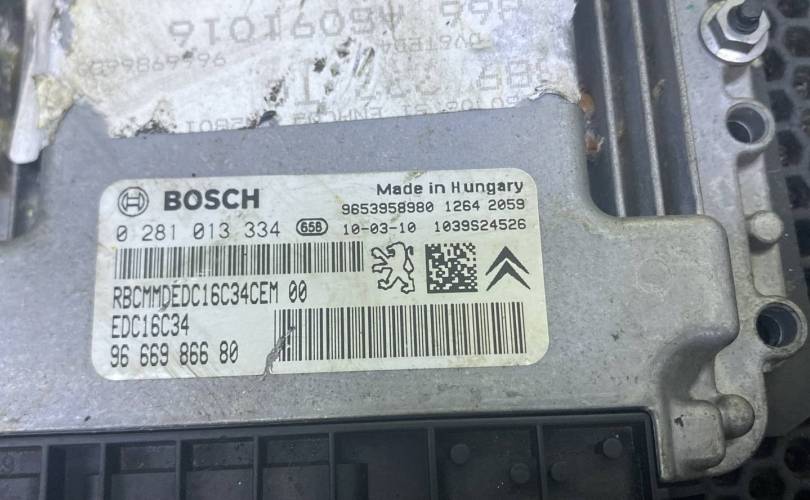 A6091016
BOSCH
Made in Hungary
9653958980 1264 2059
0 281 013 334 658 10-03-10 1039S24526
RBCMMDEDC16C34CEM 00
EDC16C34
96 669 866 80